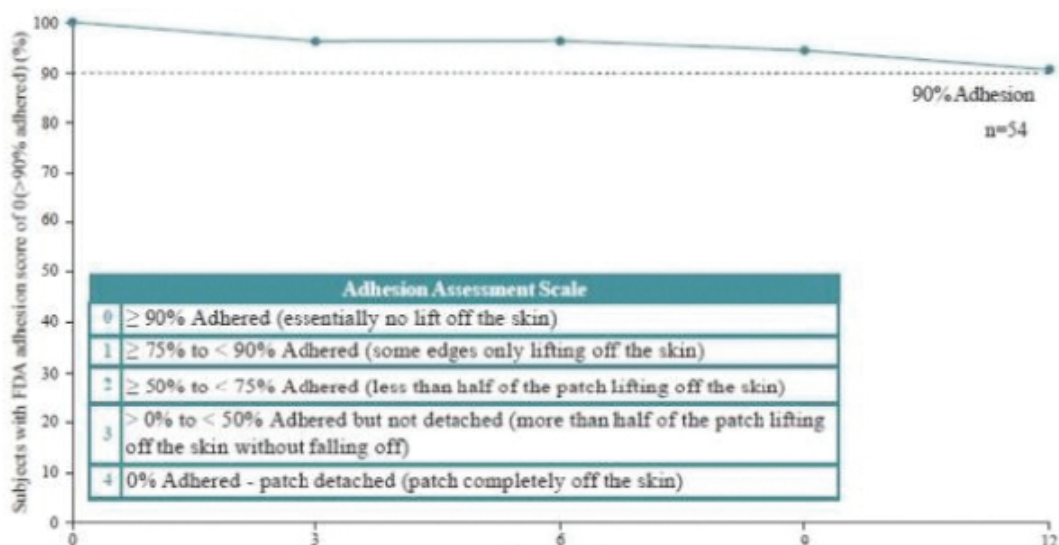 Subjects with FDA adhesion score of 0(>90% adhered) (%)
100
90
80
70
60
50
40
30
20
10
0
90% Adhesion
n=54
Adhesion Assessment Scale
0 ≥ 90% Adhered (essentially no lift off the skin)
1 ≥ 75% to < 90% Adhered (some edges only lifting off the skin)
2 ≥ 50% to < 75% Adhered (less than half of the patch lifting off the skin)
3 > 0% to < 50% Adhered but not detached (more than half of the patch lifting
off the skin without falling off)
4 0% Adhered - patch detached (patch completely off the skin)
0 3 6 9 12